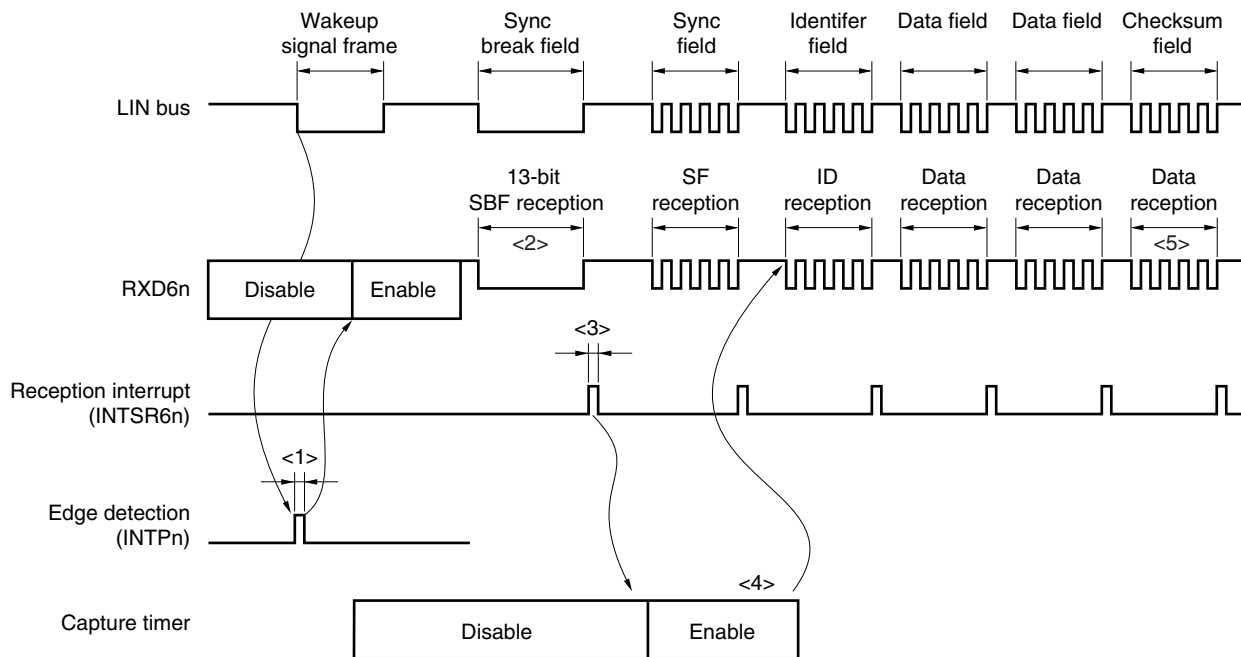 Wakeup
signal frame
Sync
break field
Sync
field
Identifer
field
Data field
Data field
Checksum
field
LIN bus
13-bit
SBF reception
<2>
SF
reception
ID
reception
Data
reception
Data
reception
Data
reception
<5>
RXD6n
Disable
Enable
<3>
Reception interrupt
(INTSR6n)
<1>
Edge detection
(INTPn)
<4>
Capture timer
Disable
Enable